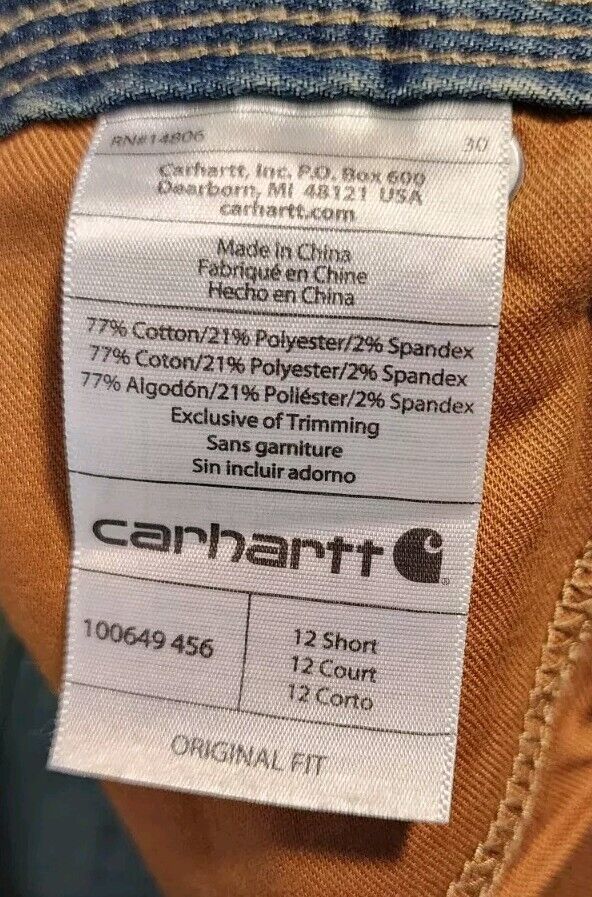 RN#14806 30
Carhartt, Inc. P.O. Box 600
Dearborn, MI 48121 USA
carhartt.com
Made in China
Fabriqué en Chine
Hecho en China
77% Cotton/21% Polyester/2% Spandex
77% Coton/21% Polyester/2% Spandex
77% Algodón/21% Poliéster/2% Spandex
Exclusive of Trimming
Sans garniture
Sin incluir adorno
carhartt
100649 456
12 Short
12 Court
12 Corto
ORIGINAL FIT